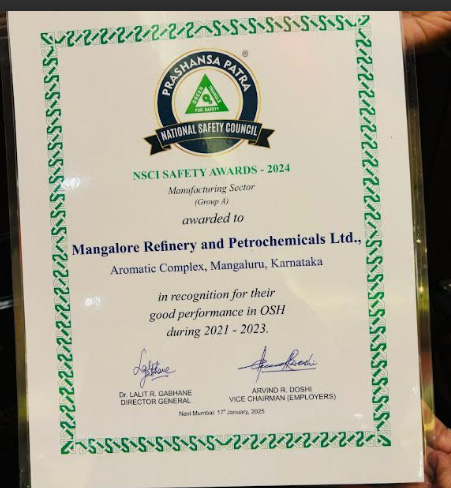 ®
PRASHANSA PATRA
FOR SAFETY
NATIONAL SAFETY COUNCIL
NSCI SAFETY AWARDS - 2024
Manufacturing Sector
(Group A)
awarded to
Mangalore Refinery and Petrochemicals Ltd.,
Aromatic Complex, Mangaluru, Karnataka
in recognition for their
good performance in OSH
during 2021 - 2023.
Dr. LALIT R. GABHANE
DIRECTOR GENERAL
ARVIND R. DOSHI
VICE CHAIRMAN (EMPLOYERS)
Navi Mumbai: 17th January, 2025